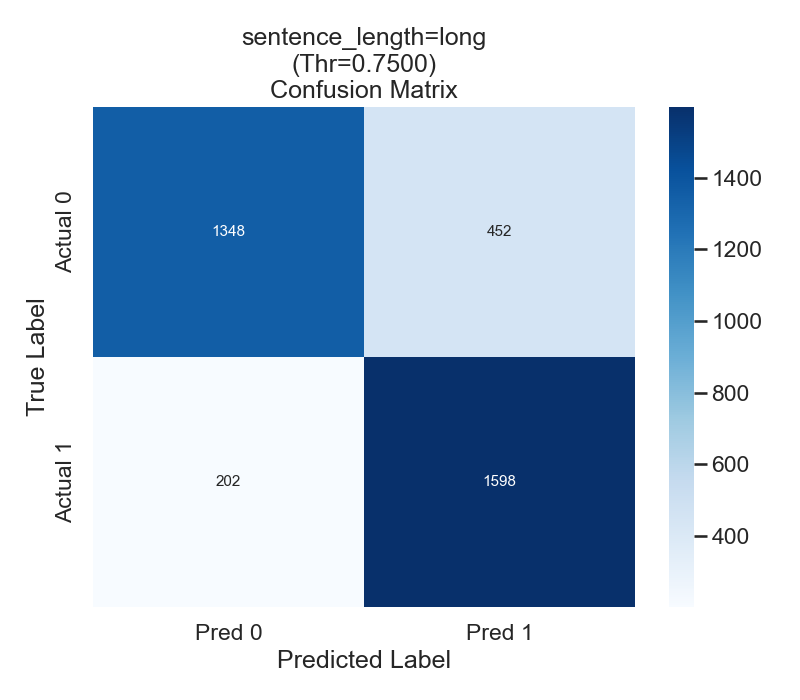 sentence_length=long
(Thr=0.7500)
Confusion Matrix
True Label
Actual 0
Actual 1
1348
452
202
1598
Pred 0
Pred 1
Predicted Label
1400
1200
1000
800
600
400